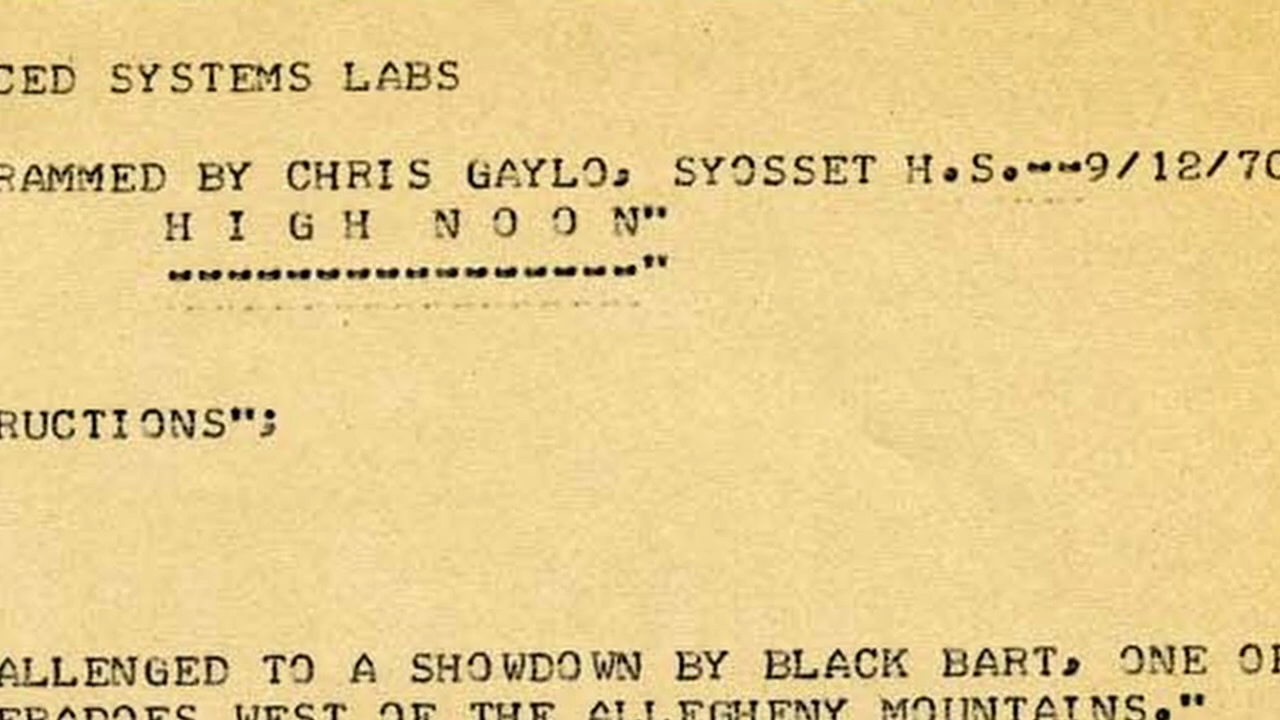 CED SYSTEMS LABS
RAMMED BY CHRIS GAYLO, SYOSSET H.S.--9/12/70
H I G H  N O O N"
----------------"
RUCTIONS";
ALLENGED TO A SHOWDOWN BY BLACK BART, ONE OF
ERADOES WEST OF THE ALLEGHENY MOUNTAINS."